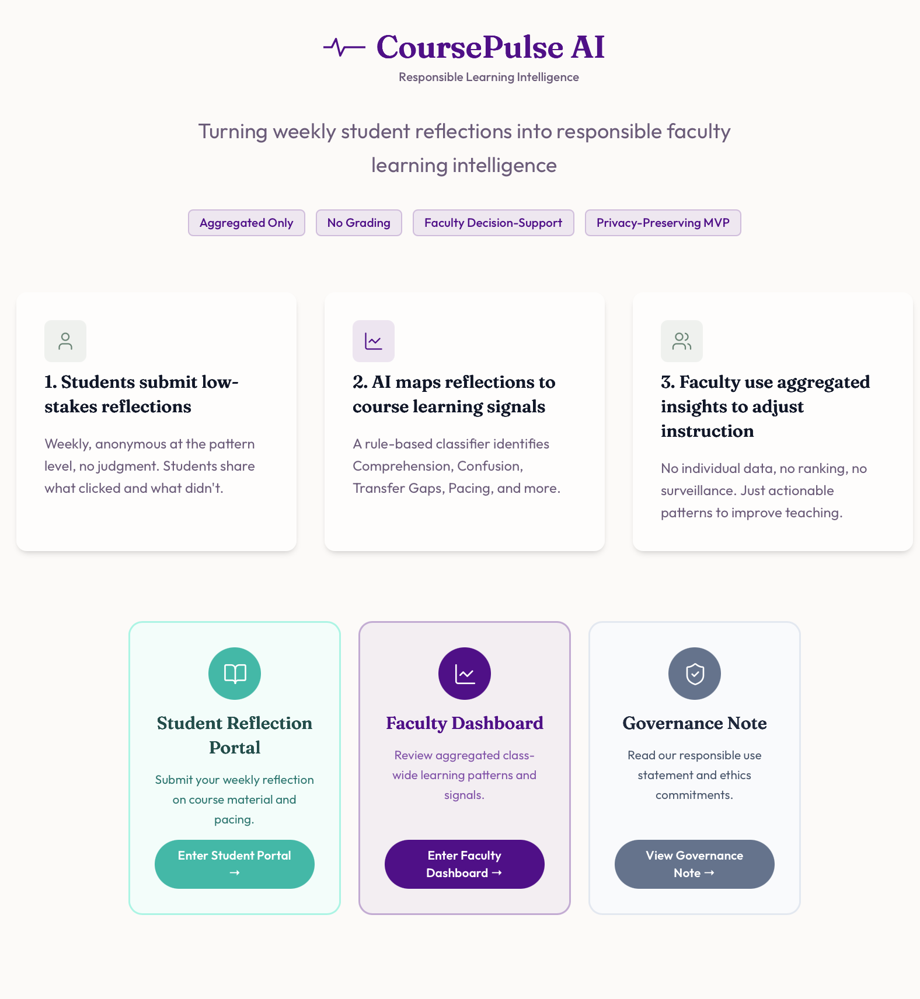 CoursePulse AI
Responsible Learning Intelligence
Turning weekly student reflections into responsible faculty
learning intelligence
Aggregated Only
No Grading
Faculty Decision-Support
Privacy-Preserving MVP
1. Students submit low-
stakes reflections
Weekly, anonymous at the pattern
level, no judgment. Students share
what clicked and what didn't.
2. AI maps reflections to
course learning signals
A rule-based classifier identifies
Comprehension, Confusion,
Transfer Gaps, Pacing, and more.
3. Faculty use aggregated
insights to adjust
instruction
No individual data, no ranking, no
surveillance. Just actionable
patterns to improve teaching.
Student Reflection
Portal
Submit your weekly reflection
on course material and
pacing.
Enter Student Portal
→
Faculty Dashboard
Review aggregated class-
wide learning patterns and
signals.
Enter Faculty
Dashboard →
Governance Note
Read our responsible use
statement and ethics
commitments.
View Governance
Note →